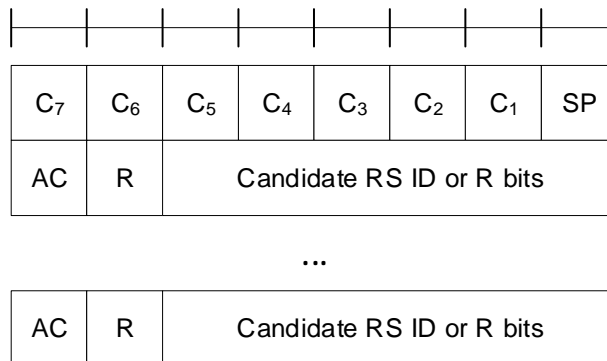 C₇ C₆ C₅ C₄ C₃ C₂ C₁ SP
AC R Candidate RS ID or R bits
...
AC R Candidate RS ID or R bits